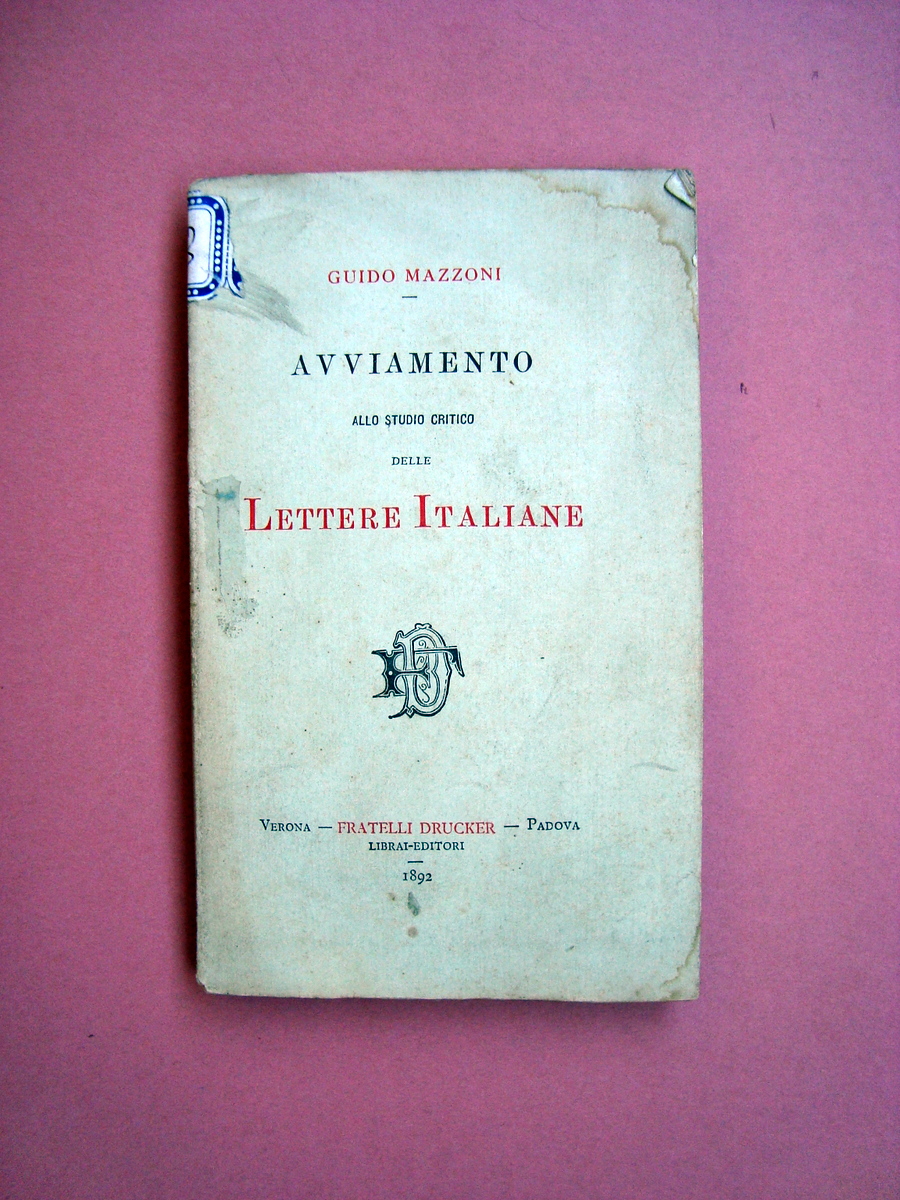 GUIDO MAZZONI
AVVIAMENTO
ALLO STUDIO CRITICO
DELLE
LETTERE ITALIANE
VERONA — FRATELLI DRUCKER — PADOVA
LIBRAI-EDITORI
1892